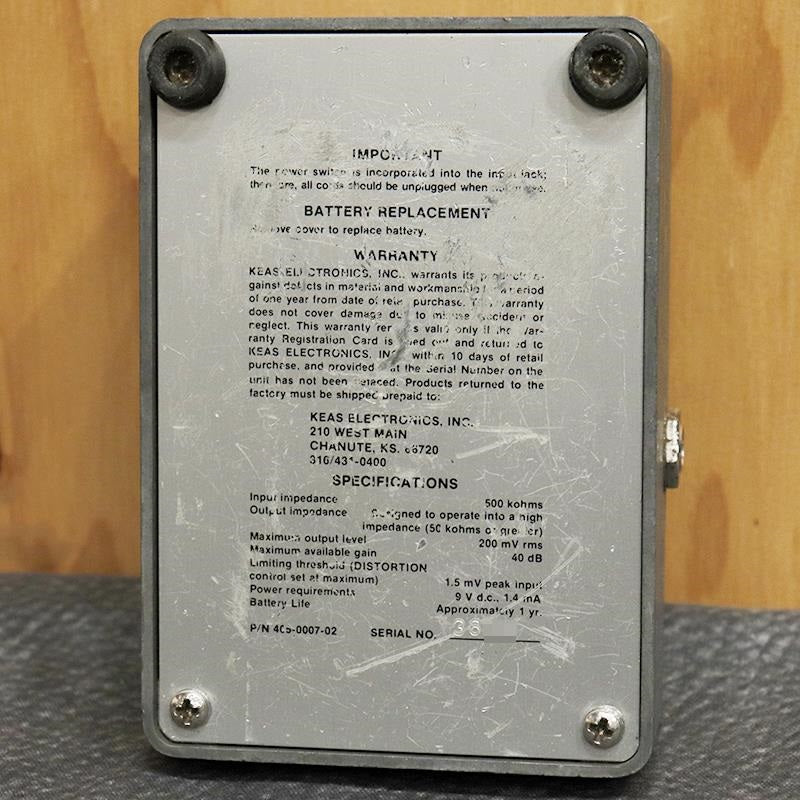 IMPORTANT
The power switch is incorporated into the input jack;
therefore, all cords should be unplugged when not in use.
BATTERY REPLACEMENT
Remove cover to replace battery.
WARRANTY
KEAS ELECTRONICS, INC. warrants its products a-
gainst defects in material and workmanship for a period
of one year from date of retail purchase. This warranty
does not cover damage due to misuse accident or
neglect. This warranty remains valid only if the War-
ranty Registration Card is filled out and returned to
KEAS ELECTRONICS, INC. within 10 days of retail
purchase, and provided that the Serial Number on the
unit has not been defaced. Products returned to the
factory must be shipped prepaid to:
KEAS ELECTRONICS, INC.
210 WEST MAIN
CHANUTE, KS. 66720
316/431-0400
SPECIFICATIONS
Input impedance 500 kohms
Output impedance Designed to operate into a high
impedance (50 kohms or greater)
Maximum output level 200 mV rms
Maximum available gain 40 dB
Limiting threshold (DISTORTION
control set at maximum) 1.5 mV peak input
Power requirements 9 V d.c., 1.4 mA
Battery Life Approximately 1 yr.
P/N 405-0007-02 SERIAL NO. 38